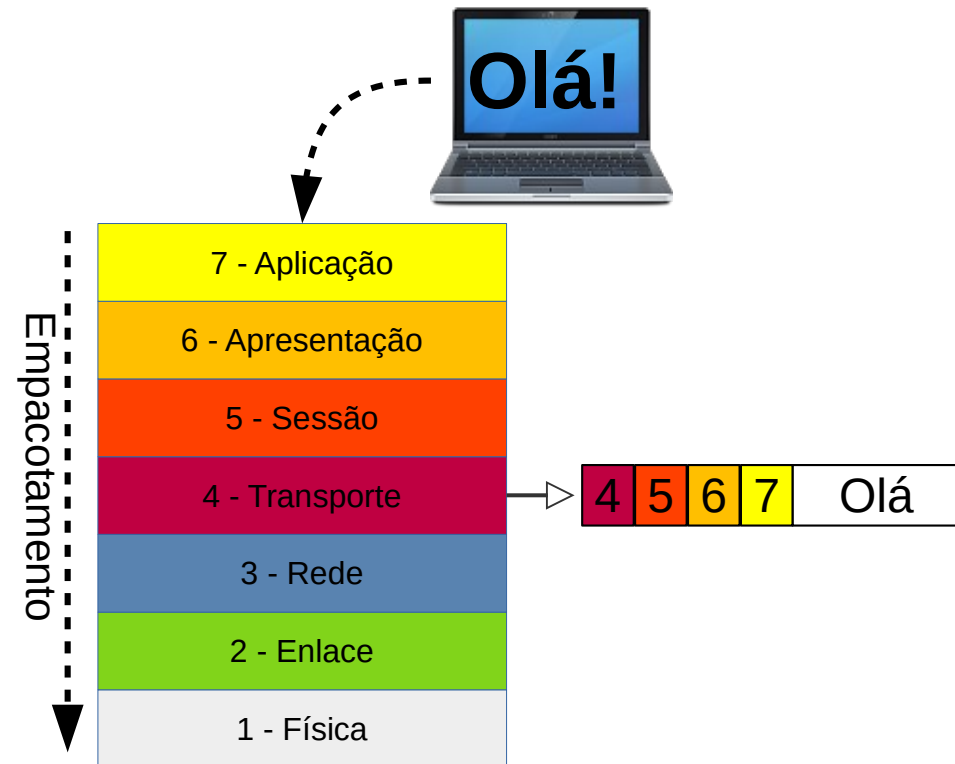 Olá!
Empacotamento
7 - Aplicação
6 - Apresentação
5 - Sessão
4 - Transporte
4 5 6 7 Olá
3 - Rede
2 - Enlace
1 - Física